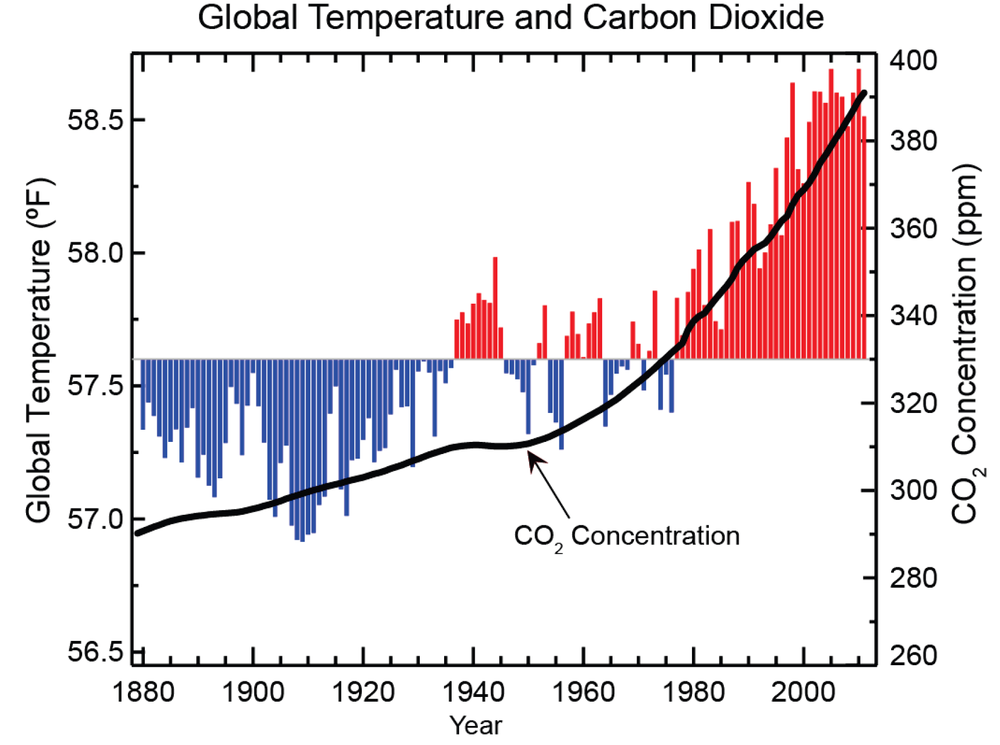 Global Temperature and Carbon Dioxide
Global Temperature (ºF)
58.5
58.0
57.5
57.0
56.5
400
380
360
340
320
300
280
260
CO₂ Concentration (ppm)
CO₂ Concentration
1880 1900 1920 1940 1960 1980 2000
Year